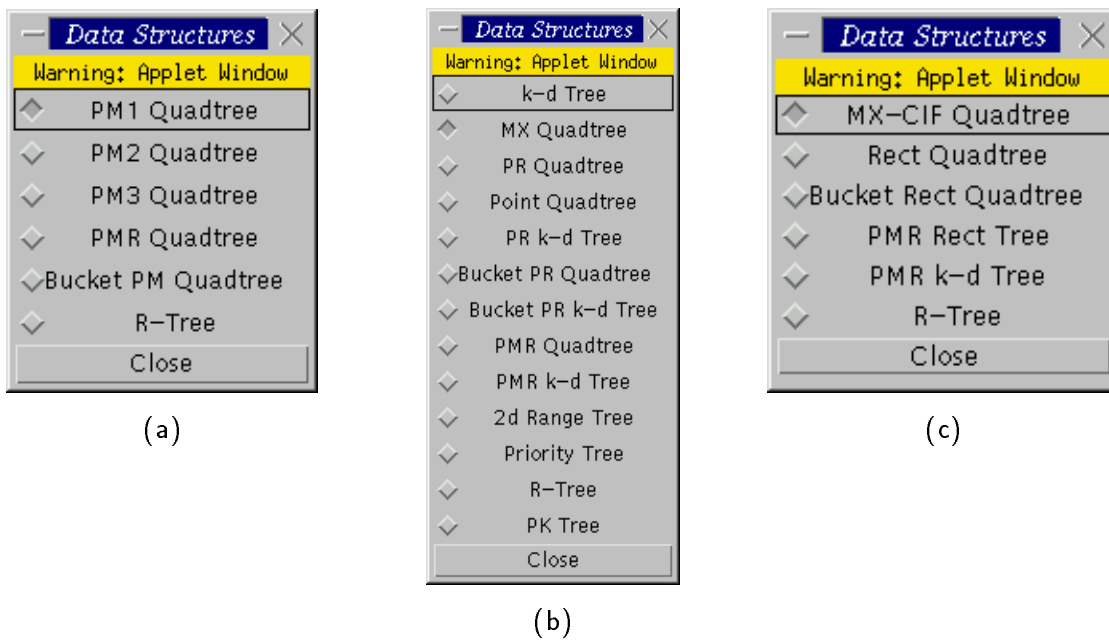 Data Structures
Warning: Applet Window
PM1 Quadtree
PM2 Quadtree
PM3 Quadtree
PMR Quadtree
Bucket PM Quadtree
R-Tree
Close
(a)
Data Structures
Warning: Applet Window
k-d Tree
MX Quadtree
PR Quadtree
Point Quadtree
PR k-d Tree
Bucket PR Quadtree
Bucket PR k-d Tree
PMR Quadtree
PMR k-d Tree
2d Range Tree
Priority Tree
R-Tree
PK Tree
Close
(b)
Data Structures
Warning: Applet Window
MX-CIF Quadtree
Rect Quadtree
Bucket Rect Quadtree
PMR Rect Tree
PMR k-d Tree
R-Tree
Close
(c)